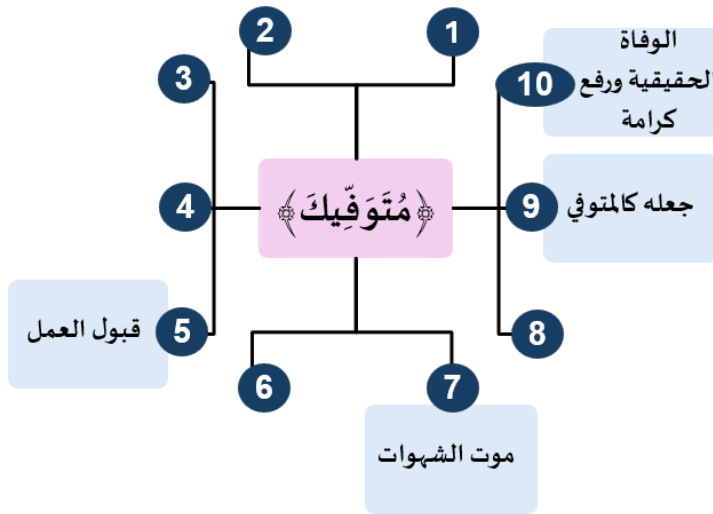 2
1
3
10
الوفاة
الحقيقية ورفع
كرامة
4
﴿مُتَوَفِّيكَ﴾
9
جعله كالمتوفي
5
قبول العمل
8
6
7
موت الشهوات